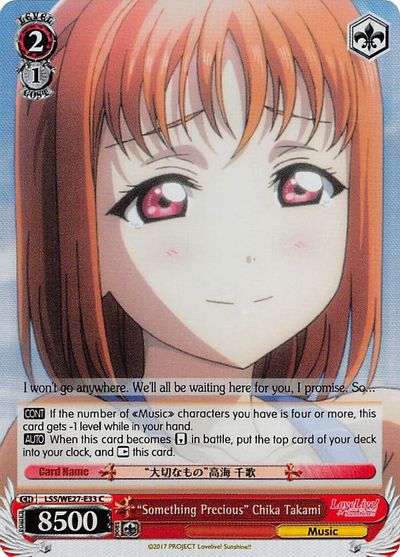 LEVEL
2
1
COST
I won't go anywhere. We'll all be waiting here for you, I promise. So...
CONT If the number of «Music» characters you have is four or more, this
card gets -1 level while in your hand.
AUTO When this card becomes in battle, put the top card of your deck
into your clock, and this card.
Card Name
“大切なもの”高海 千歌
LSS/WE27-E33 C
“Something Precious” Chika Takami
LoveLive!
Sunshine!!
POWER
8500
SOUL
Music
©2017 PROJECT Lovelive! Sunshine!!